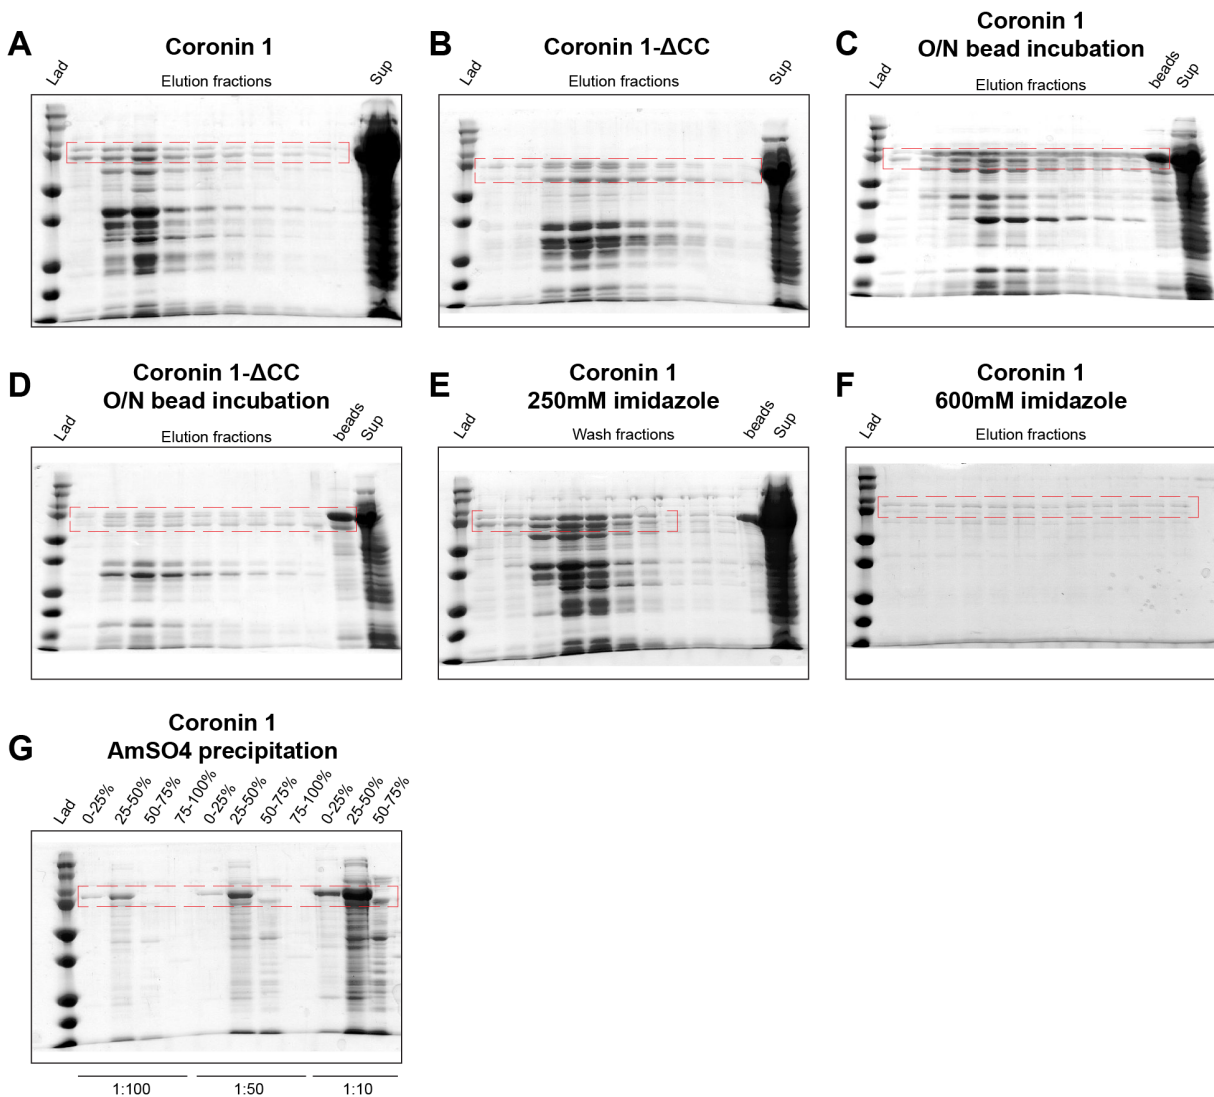 A
Coronin 1
Lad
Elution fractions
Sup
B
Coronin 1-ΔCC
Lad
Elution fractions
Sup
C
Coronin 1
O/N bead incubation
Lad
Elution fractions
beads
Sup
D
Coronin 1-ΔCC
O/N bead incubation
Lad
Elution fractions
beads
Sup
E
Coronin 1
250mM imidazole
Lad
Wash fractions
beads
Sup
F
Coronin 1
600mM imidazole
Lad
Elution fractions
G
Coronin 1
AmSO4 precipitation
Lad
0-25%
25-50%
50-75%
75-100%
0-25%
25-50%
50-75%
75-100%
0-25%
25-50%
50-75%
1:100
1:50
1:10